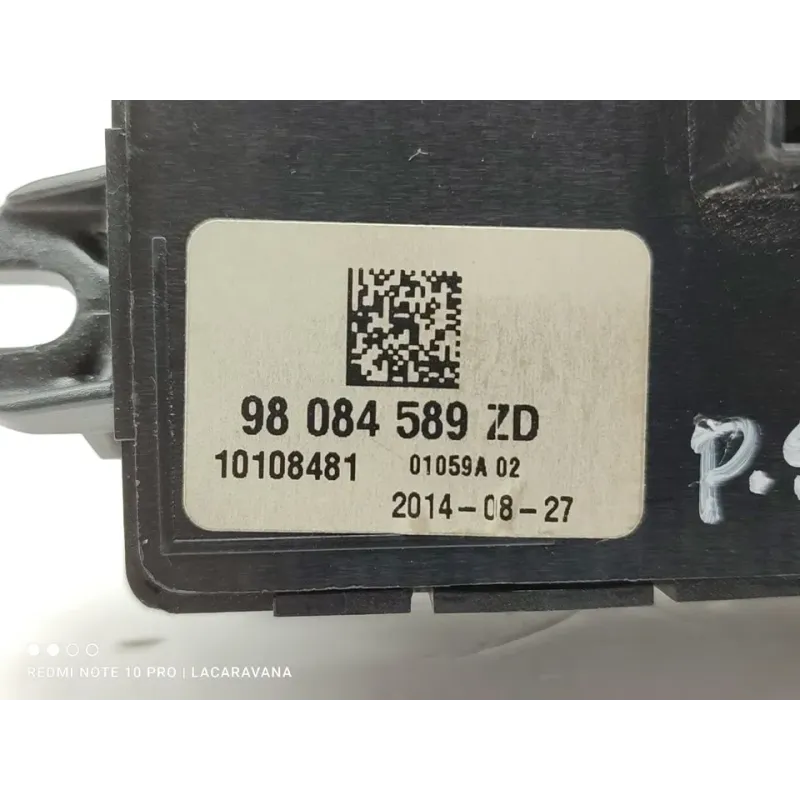 98 084 589 ZD
10108481 01059A 02
2014-08-27
P.
REDMI NOTE 10 PRO | LACARAVANA